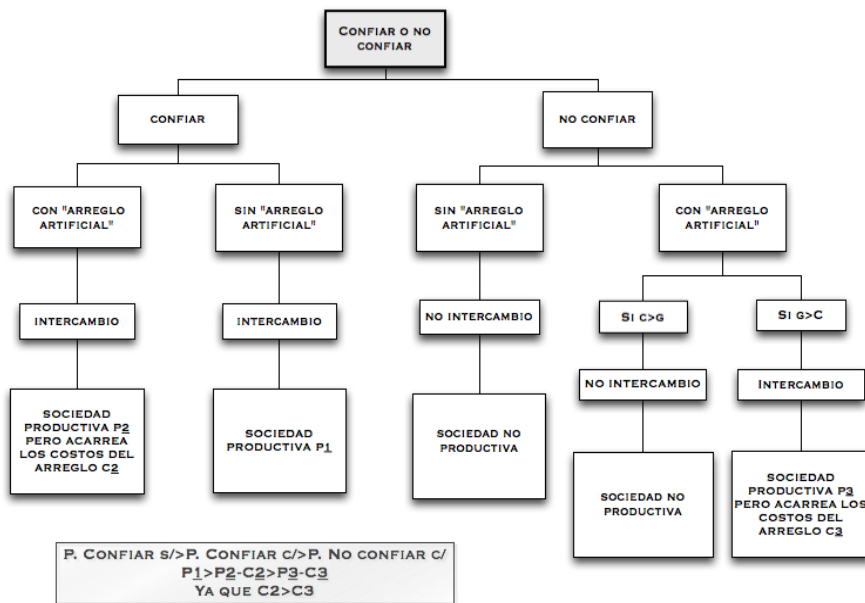 CONFIAR O NO
CONFIAR
CONFIAR
NO CONFIAR
CON "ARREGLO
ARTIFICIAL"
SIN "ARREGLO
ARTIFICIAL"
SIN "ARREGLO
ARTIFICIAL"
CON "ARREGLO
ARTIFICIAL"
INTERCAMBIO
INTERCAMBIO
NO INTERCAMBIO
SI C>G
SI G>C
NO INTERCAMBIO
INTERCAMBIO
SOCIEDAD
PRODUCTIVA P2
PERO ACARREA
LOS COSTOS DEL
ARREGLO C2
SOCIEDAD
PRODUCTIVA P1
SOCIEDAD NO
PRODUCTIVA
SOCIEDAD NO
PRODUCTIVA
SOCIEDAD
PRODUCTIVA P3
PERO ACARREA LOS
COSTOS DEL
ARREGLO C3
P. CONFIAR S/>P. CONFIAR C/>P. NO CONFIAR C/
P1>P2-C2>P3-C3
YA QUE C2>C3